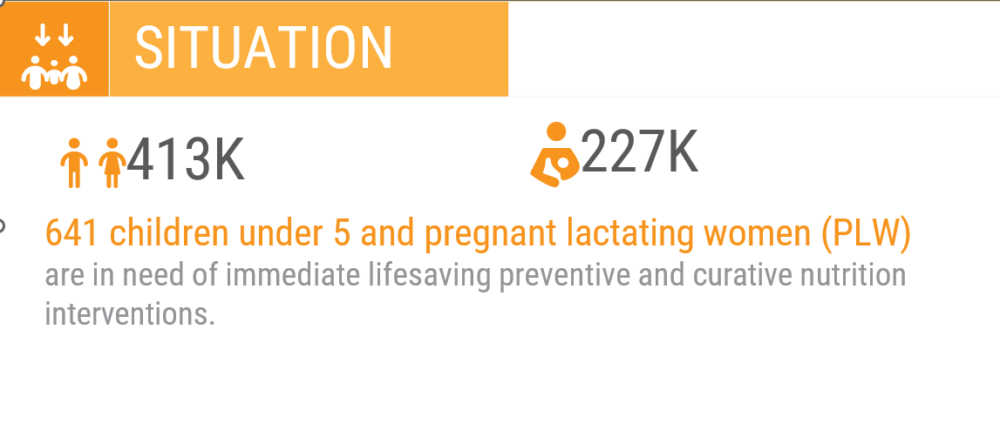 SITUATION
413K
227K
641 children under 5 and pregnant lactating women (PLW)
are in need of immediate lifesaving preventive and curative nutrition
interventions.